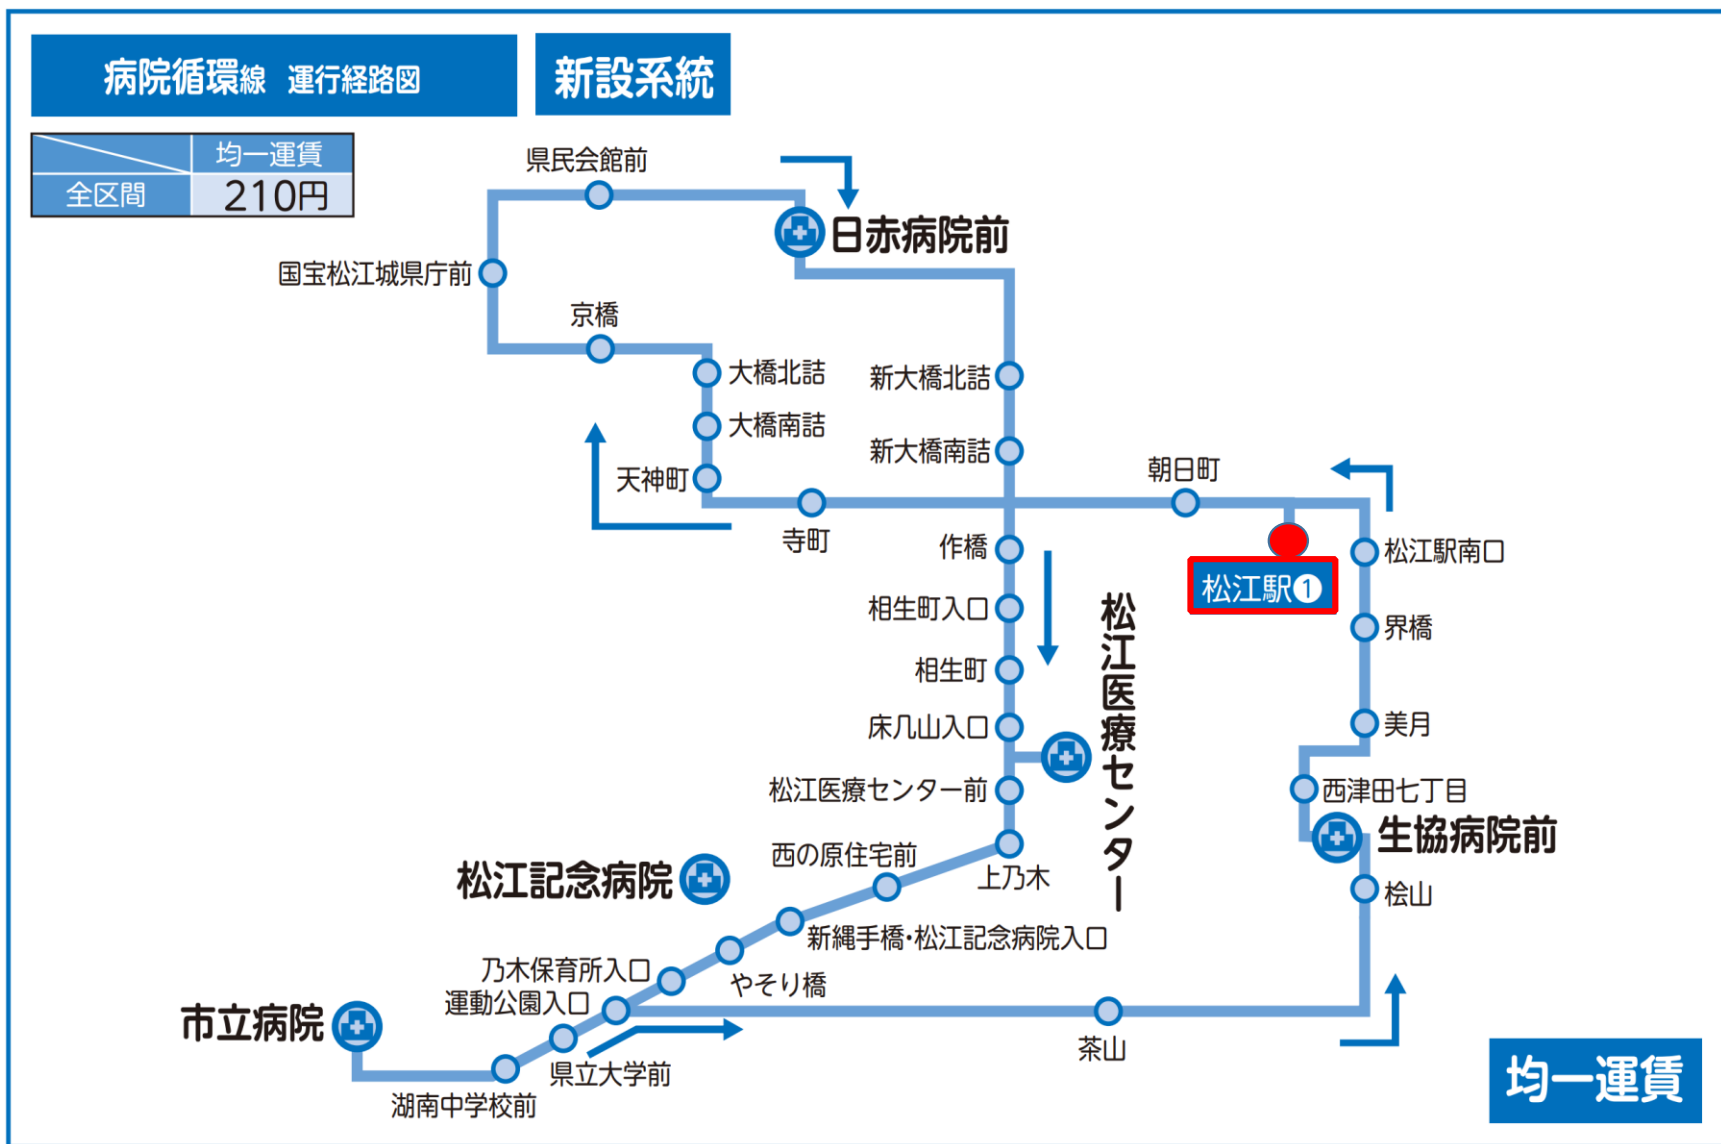 病院循環線 運行経路図
新設系統
均一運賃
全区間 210円
県民会館前
日赤病院前
国宝松江城県庁前
京橋
大橋北詰
新大橋北詰
大橋南詰
新大橋南詰
天神町
朝日町
寺町
作橋
松江駅南口
松江駅❶
相生町入口
界橋
松江医療センター
相生町
床几山入口
美月
松江医療センター前
西津田七丁目
生協病院前
西の原住宅前
上乃木
松江記念病院
桧山
新縄手橋・松江記念病院入口
乃木保育所入口
やそり橋
運動公園入口
市立病院
茶山
県立大学前
湖南中学校前
均一運賃